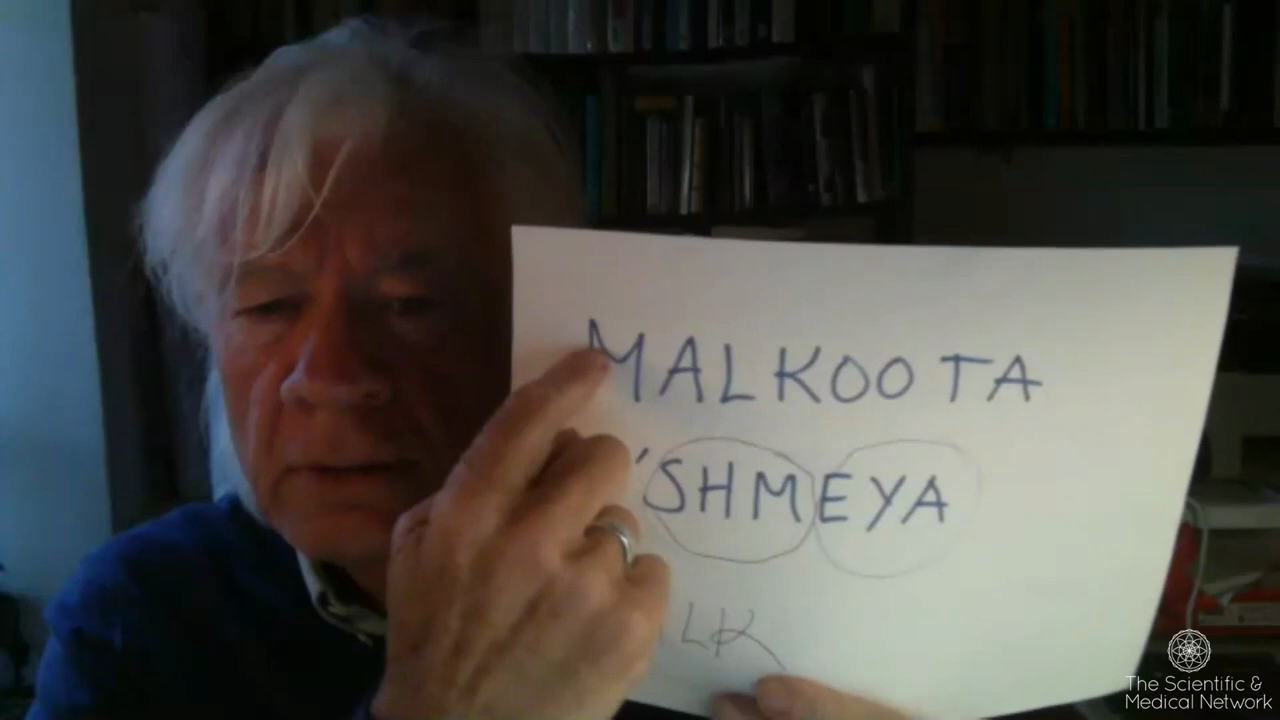 MALKOOTA
'SHMEYA
LK
The Scientific &
Medical Network